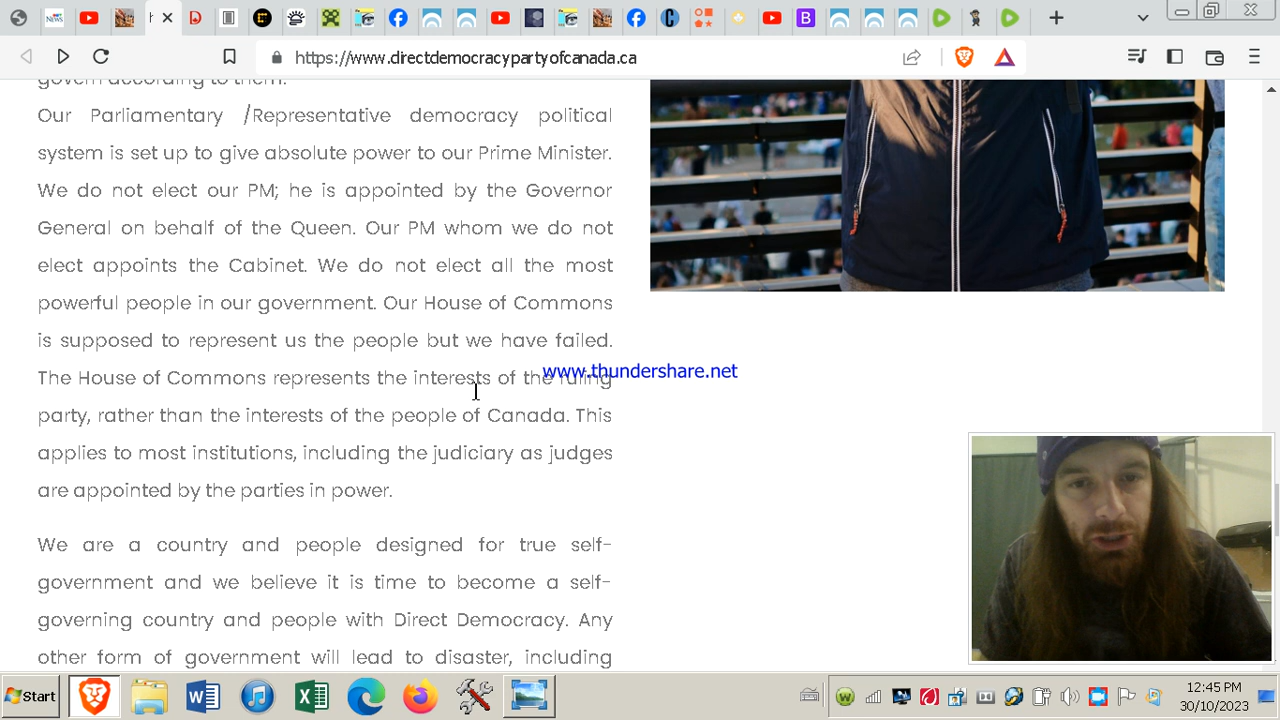 https://www.directdemocracypartyofcanada.ca
govern according to them.
Our Parliamentary /Representative democracy political
system is set up to give absolute power to our Prime Minister.
We do not elect our PM; he is appointed by the Governor
General on behalf of the Queen. Our PM whom we do not
elect appoints the Cabinet. We do not elect all the most
powerful people in our government. Our House of Commons
is supposed to represent us the people but we have failed.
The House of Commons represents the interests of the ruling
www.thundershare.net
party, rather than the interests of the people of Canada. This
applies to most institutions, including the judiciary as judges
are appointed by the parties in power.
We are a country and people designed for true self-
government and we believe it is time to become a self-
governing country and people with Direct Democracy. Any
other form of government will lead to disaster, including
Start
12:45 PM
30/10/2023